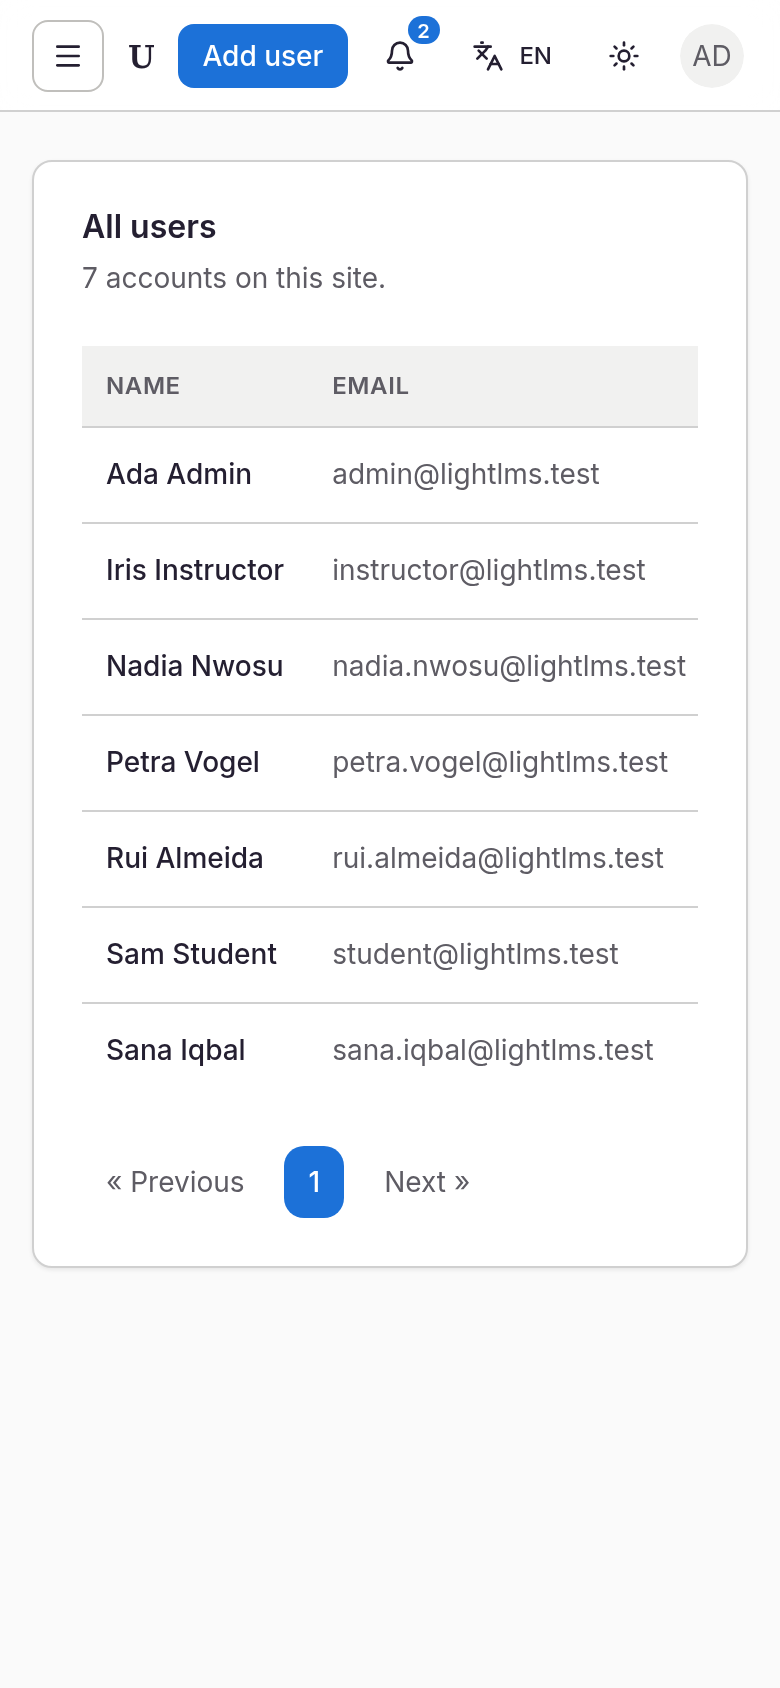 U Add user 2 EN AD
All users
7 accounts on this site.
NAME EMAIL
Ada Admin admin@lightlms.test
Iris Instructor instructor@lightlms.test
Nadia Nwosu nadia.nwosu@lightlms.test
Petra Vogel petra.vogel@lightlms.test
Rui Almeida rui.almeida@lightlms.test
Sam Student student@lightlms.test
Sana Iqbal sana.iqbal@lightlms.test
« Previous 1 Next »